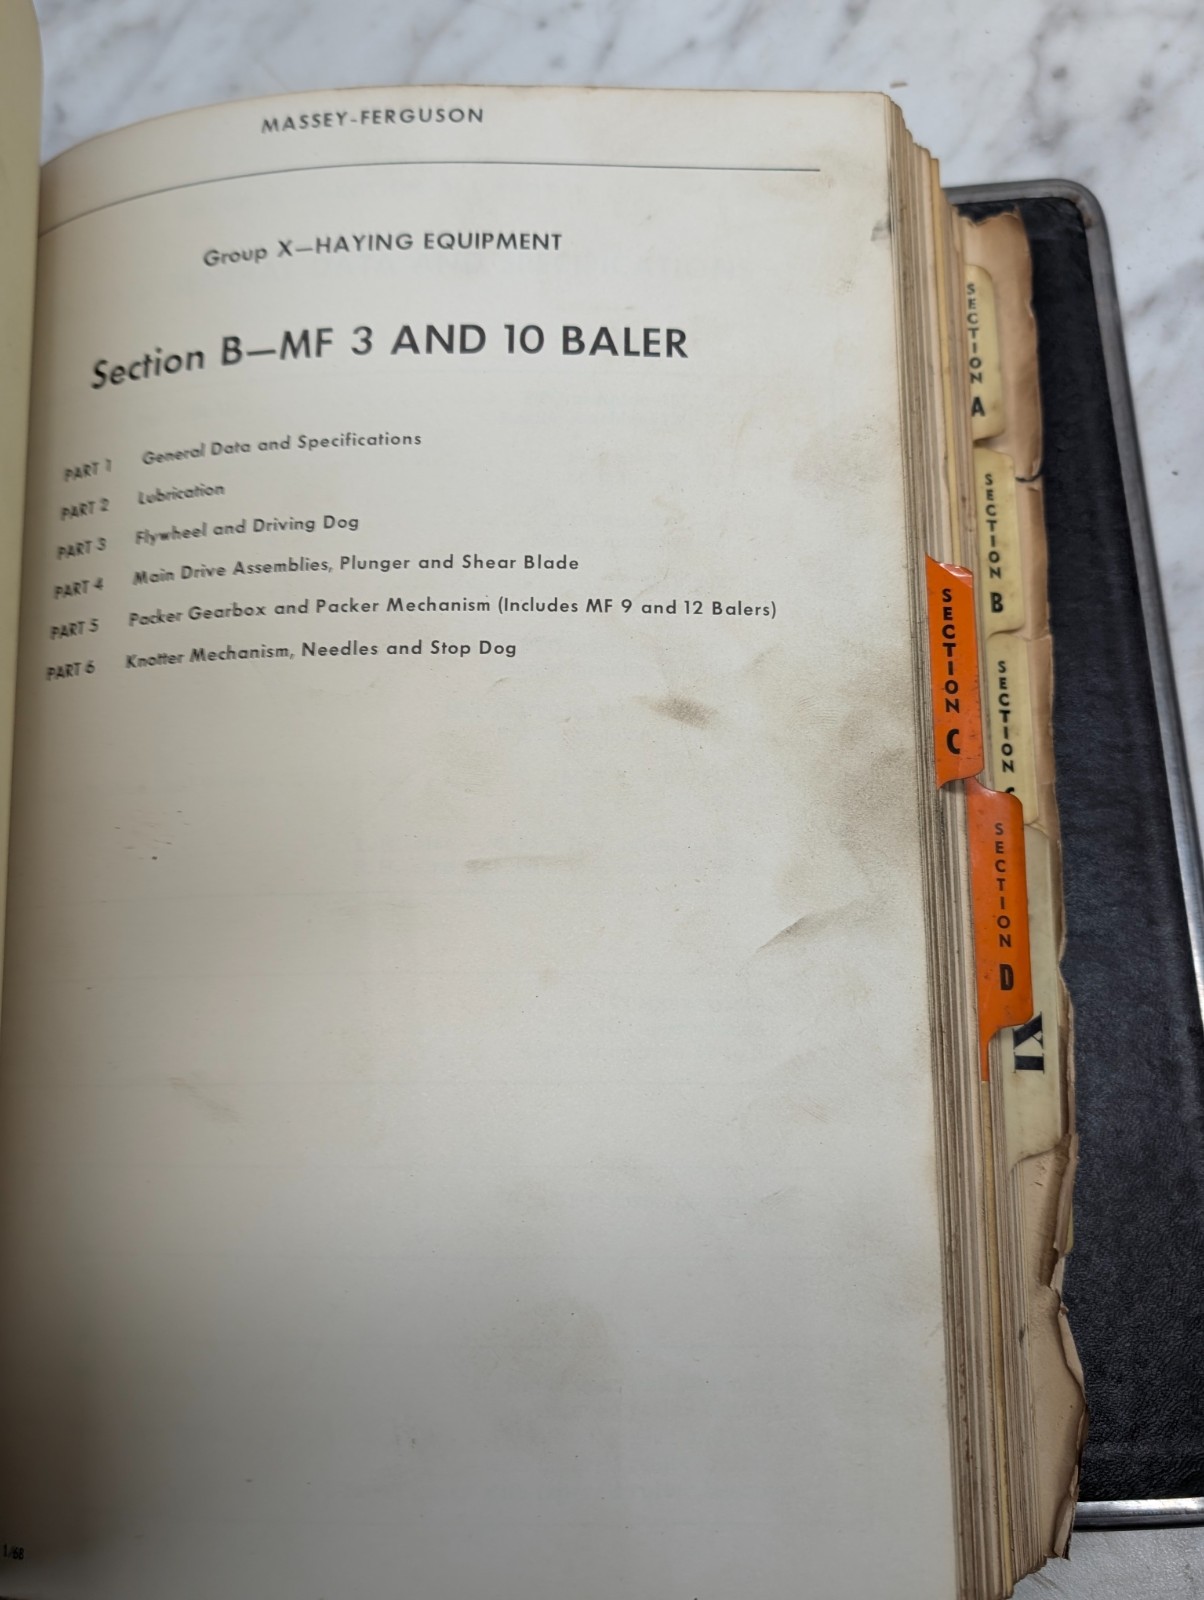 MASSEY-FERGUSON
Group X—HAYING EQUIPMENT
Section B—MF 3 AND 10 BALER
PART 1 General Data and Specifications
PART 2 Lubrication
PART 3 Flywheel and Driving Dog
PART 4 Main Drive Assemblies, Plunger and Shear Blade
PART 5 Packer Gearbox and Packer Mechanism (Includes MF 9 and 12 Balers)
PART 6 Knotter Mechanism, Needles and Stop Dog
1/68
SECTION A
SECTION B
SECTION C
SECTION
SECTION D
XI